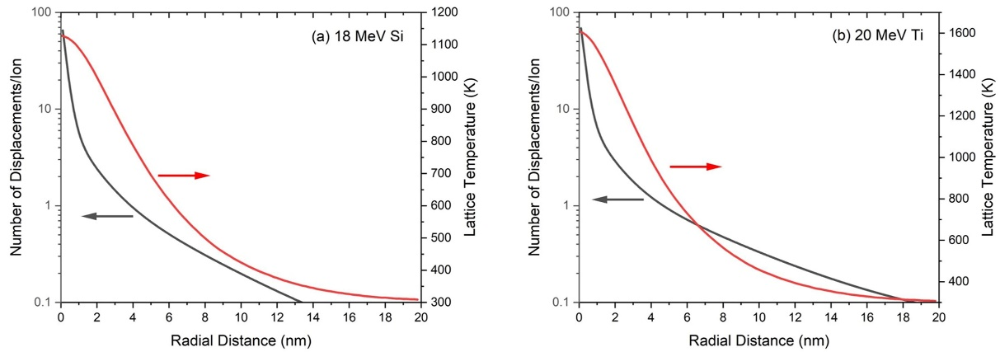 (a) 18 MeV Si
Number of Displacements/Ion
100
10
1
0.1
Lattice Temperature (K)
1200
1100
1000
900
800
700
600
500
400
300
0 2 4 6 8 10 12 14 16 18 20
Radial Distance (nm)
(b) 20 MeV Ti
Number of Displacements/Ion
100
10
1
0.1
Lattice Temperature (K)
1600
1400
1200
1000
800
600
400
0 2 4 6 8 10 12 14 16 18 20
Radial Distance (nm)